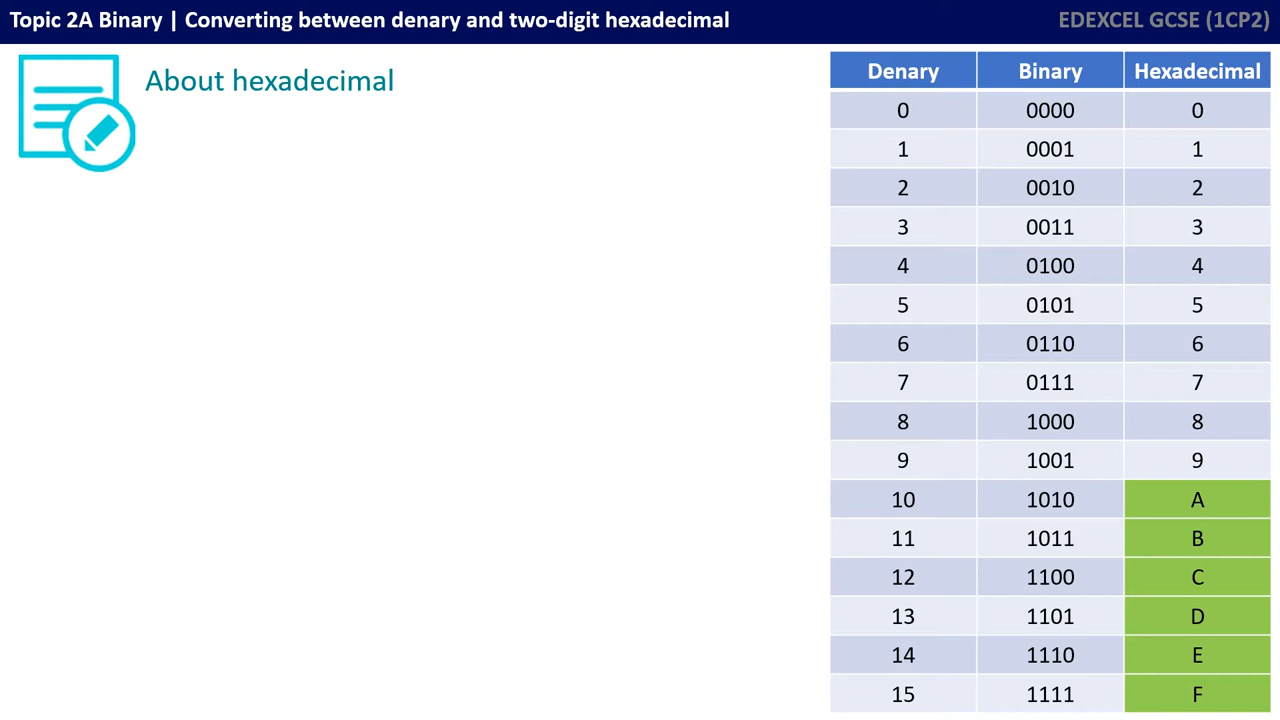 Topic 2A Binary | Converting between denary and two-digit hexadecimal
EDEXCEL GCSE (1CP2)
About hexadecimal
Denary Binary Hexadecimal
0 0000 0
1 0001 1
2 0010 2
3 0011 3
4 0100 4
5 0101 5
6 0110 6
7 0111 7
8 1000 8
9 1001 9
10 1010 A
11 1011 B
12 1100 C
13 1101 D
14 1110 E
15 1111 F